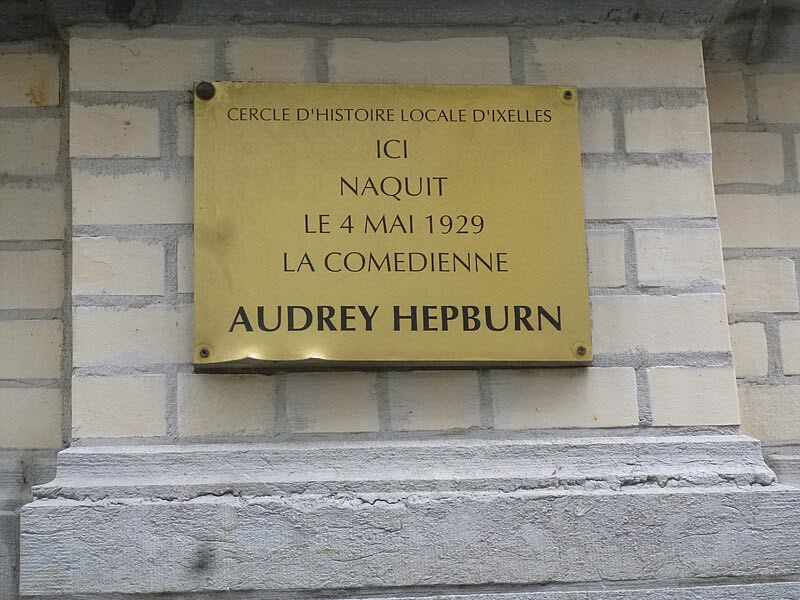 CERCLE D'HISTOIRE LOCALE D'IXELLES
ICI
NAQUIT
LE 4 MAI 1929
LA COMEDIENNE
AUDREY HEPBURN